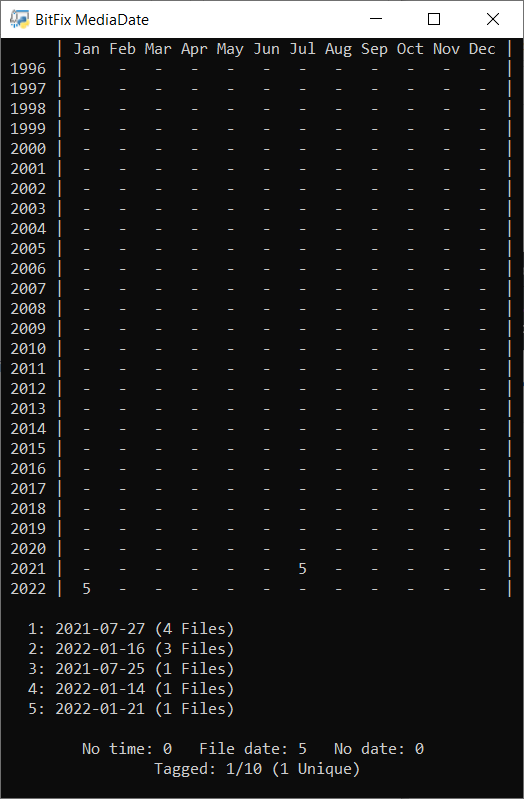 BitFix MediaDate
     | Jan Feb Mar Apr May Jun Jul Aug Sep Oct Nov Dec |
1996 |  -   -   -   -   -   -   -   -   -   -   -   -  |
1997 |  -   -   -   -   -   -   -   -   -   -   -   -  |
1998 |  -   -   -   -   -   -   -   -   -   -   -   -  |
1999 |  -   -   -   -   -   -   -   -   -   -   -   -  |
2000 |  -   -   -   -   -   -   -   -   -   -   -   -  |
2001 |  -   -   -   -   -   -   -   -   -   -   -   -  |
2002 |  -   -   -   -   -   -   -   -   -   -   -   -  |
2003 |  -   -   -   -   -   -   -   -   -   -   -   -  |
2004 |  -   -   -   -   -   -   -   -   -   -   -   -  |
2005 |  -   -   -   -   -   -   -   -   -   -   -   -  |
2006 |  -   -   -   -   -   -   -   -   -   -   -   -  |
2007 |  -   -   -   -   -   -   -   -   -   -   -   -  |
2008 |  -   -   -   -   -   -   -   -   -   -   -   -  |
2009 |  -   -   -   -   -   -   -   -   -   -   -   -  |
2010 |  -   -   -   -   -   -   -   -   -   -   -   -  |
2011 |  -   -   -   -   -   -   -   -   -   -   -   -  |
2012 |  -   -   -   -   -   -   -   -   -   -   -   -  |
2013 |  -   -   -   -   -   -   -   -   -   -   -   -  |
2014 |  -   -   -   -   -   -   -   -   -   -   -   -  |
2015 |  -   -   -   -   -   -   -   -   -   -   -   -  |
2016 |  -   -   -   -   -   -   -   -   -   -   -   -  |
2017 |  -   -   -   -   -   -   -   -   -   -   -   -  |
2018 |  -   -   -   -   -   -   -   -   -   -   -   -  |
2019 |  -   -   -   -   -   -   -   -   -   -   -   -  |
2020 |  -   -   -   -   -   -   -   -   -   -   -   -  |
2021 |  -   -   -   -   -   -   5   -   -   -   -   -  |
2022 |  5   -   -   -   -   -   -   -   -   -   -   -  |
1: 2021-07-27 (4 Files)
2: 2022-01-16 (3 Files)
3: 2021-07-25 (1 Files)
4: 2022-01-14 (1 Files)
5: 2022-01-21 (1 Files)
No time: 0   File date: 5   No date: 0
Tagged: 1/10 (1 Unique)